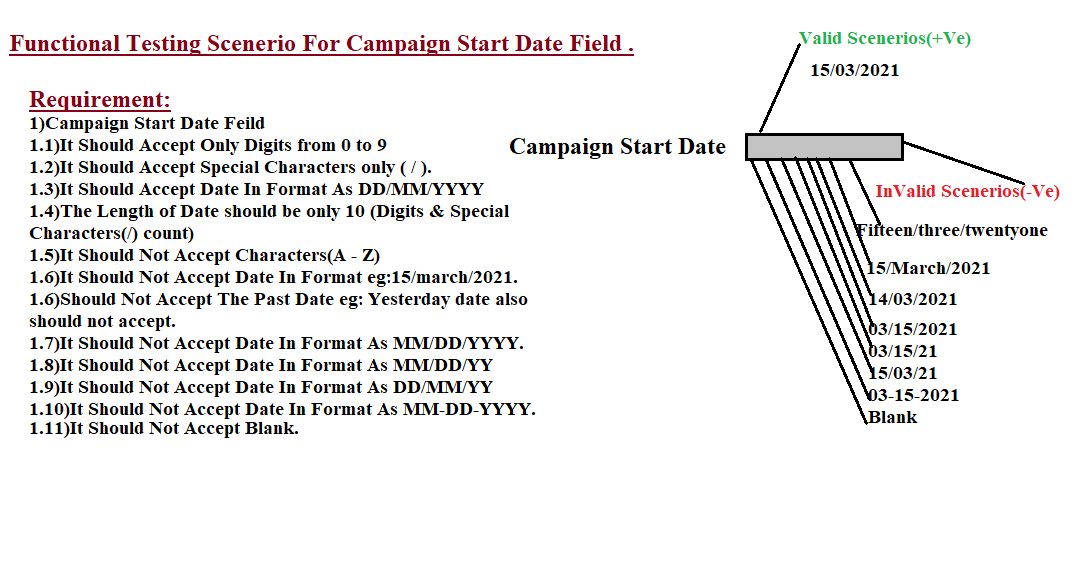 Functional Testing Scenerio For Campaign Start Date Field .
Requirement:
1)Campaign Start Date Feild
1.1)It Should Accept Only Digits from 0 to 9
1.2)It Should Accept Special Characters only ( / ).
1.3)It Should Accept Date In Format As DD/MM/YYYY
1.4)The Length of Date should be only 10 (Digits & Special
Characters(/) count)
1.5)It Should Not Accept Characters(A - Z)
1.6)It Should Not Accept Date In Format eg:15/march/2021.
1.6)Should Not Accept The Past Date eg: Yesterday date also
should not accept.
1.7)It Should Not Accept Date In Format As MM/DD/YYYY.
1.8)It Should Not Accept Date In Format As MM/DD/YY
1.9)It Should Not Accept Date In Format As DD/MM/YY
1.10)It Should Not Accept Date In Format As MM-DD-YYYY.
1.11)It Should Not Accept Blank.
Valid Scenerios(+Ve)
15/03/2021
Campaign Start Date
InValid Scenerios(-Ve)
Fifteen/three/twentyone
15/March/2021
14/03/2021
03/15/2021
03/15/21
15/03/21
03-15-2021
Blank